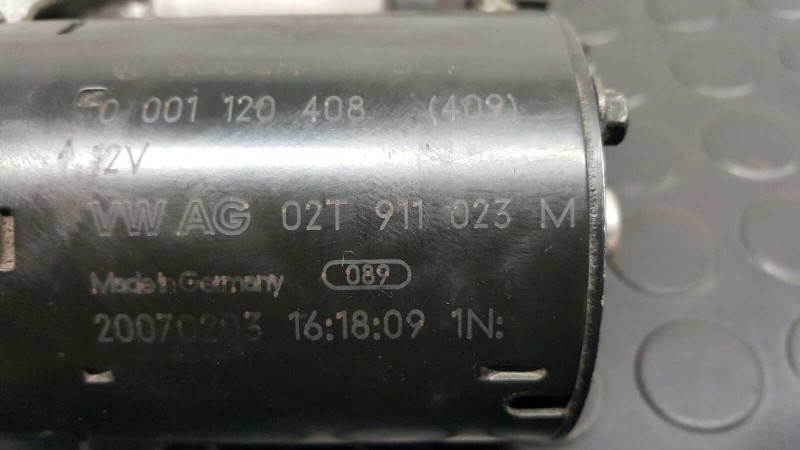 0 001 120 408 (409)
12V
VW AG 02T 911 023 M
Made in Germany 089
20070203 16:18:09 1N: